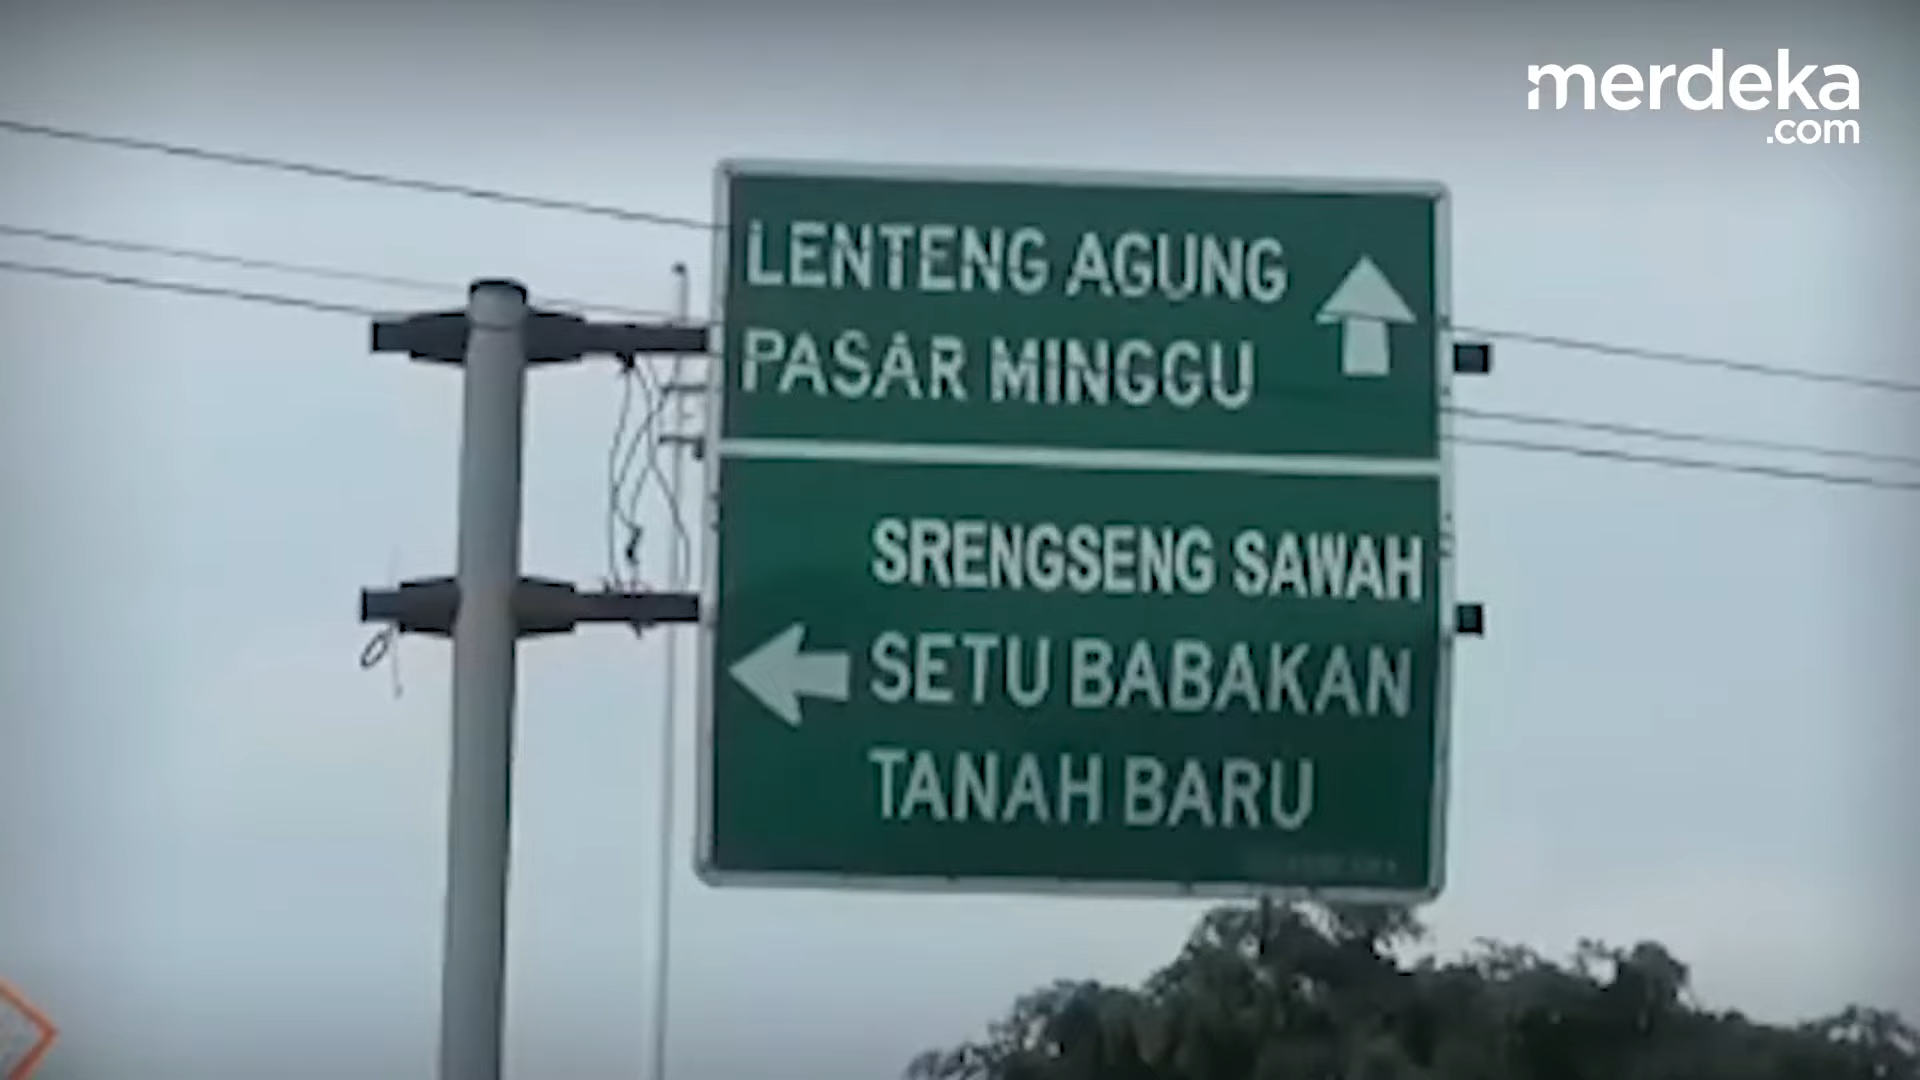 merdeka
.com
LENTENG AGUNG
PASAR MINGGU
SRENGSENG SAWAH
SETU BABAKAN
TANAH BARU